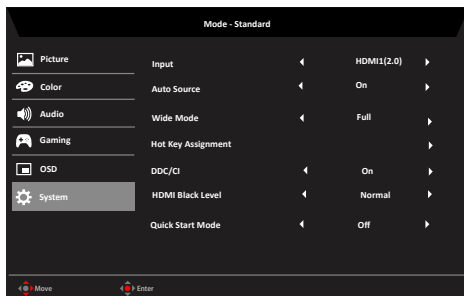 Mode - Standard
Picture
Color
Audio
Gaming
OSD
System
Input HDMI1(2.0)
Auto Source On
Wide Mode Full
Hot Key Assignment
DDC/CI On
HDMI Black Level Normal
Quick Start Mode Off
Move Enter